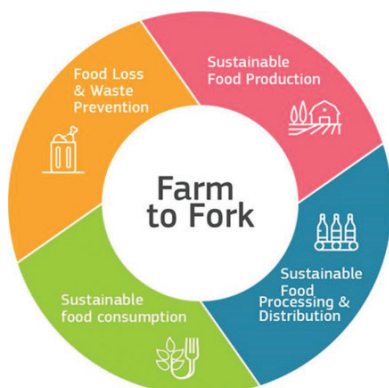 Farm
to Fork
Food Loss
& Waste
Prevention
Sustainable
Food Production
Sustainable
Food
Processing &
Distribution
Sustainable
food consumption